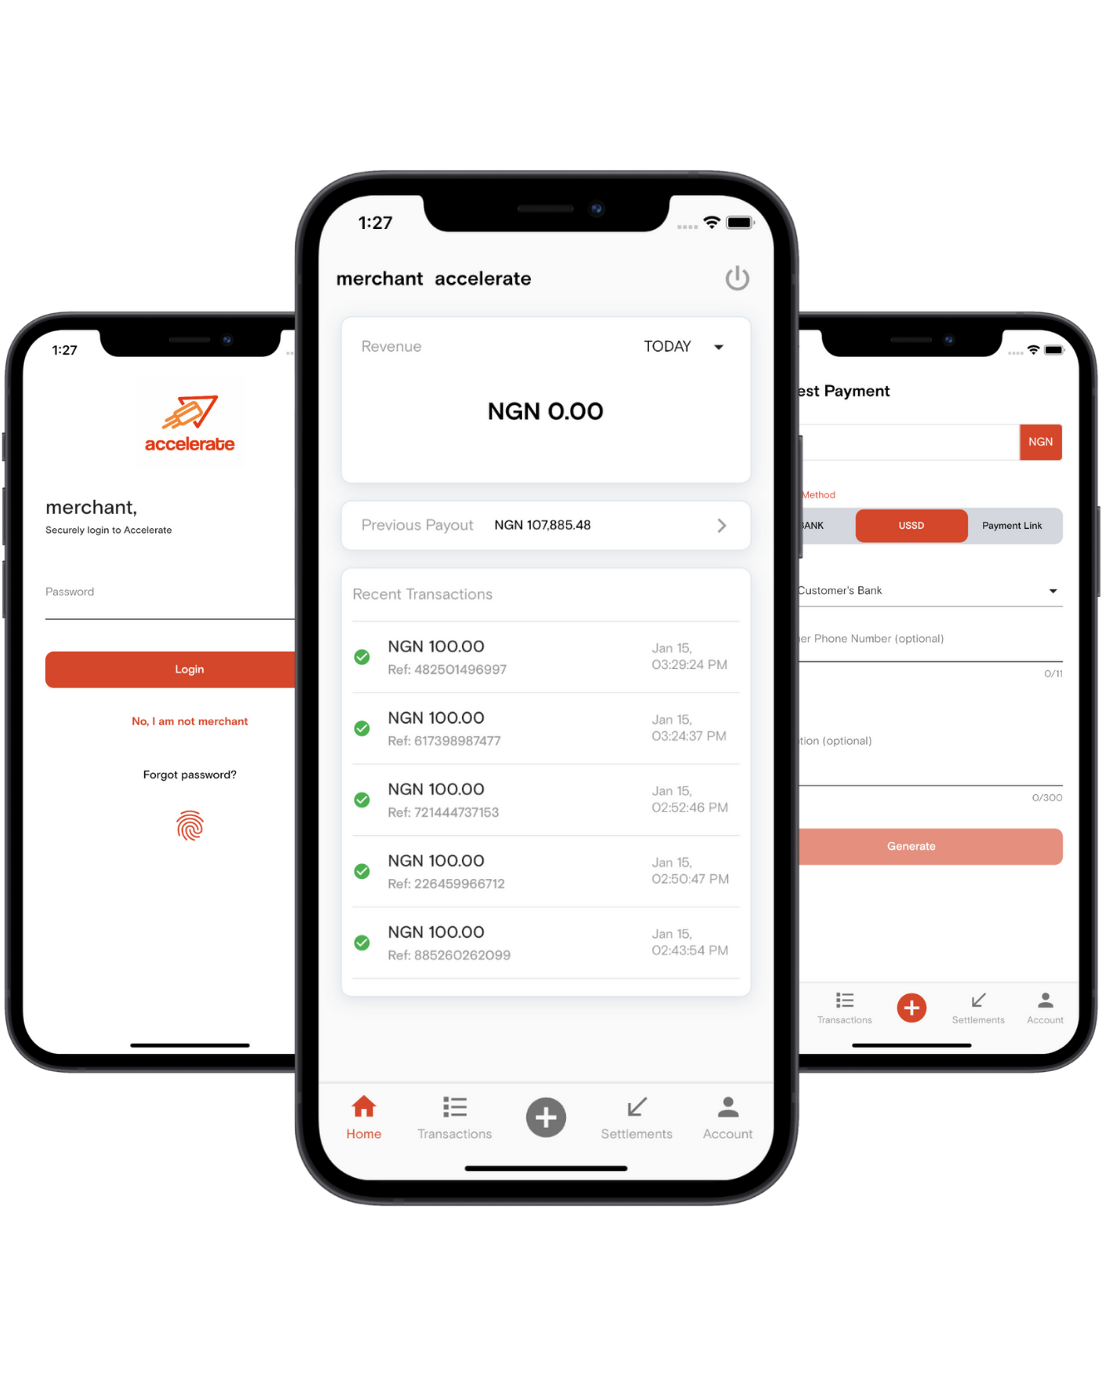 1:27
accelerate
merchant,
Securely login to Accelerate
Password
Login
No, I am not merchant
Forgot password?
1:27
merchant accelerate
Revenue
TODAY
NGN 0.00
Previous Payout NGN 107,885.48
Recent Transactions
NGN 100.00
Ref: 482501496997
Jan 15,
03:29:24 PM
NGN 100.00
Ref: 617398987477
Jan 15,
03:24:37 PM
NGN 100.00
Ref: 721444737153
Jan 15,
02:52:46 PM
NGN 100.00
Ref: 226459966712
Jan 15,
02:50:47 PM
NGN 100.00
Ref: 885260262099
Jan 15,
02:43:54 PM
Home
Transactions
Settlements
Account
est Payment
NGN
Method
ANK
USSD
Payment Link
Customer's Bank
er Phone Number (optional)
0/11
tion (optional)
0/300
Generate
Transactions
Settlements
Account